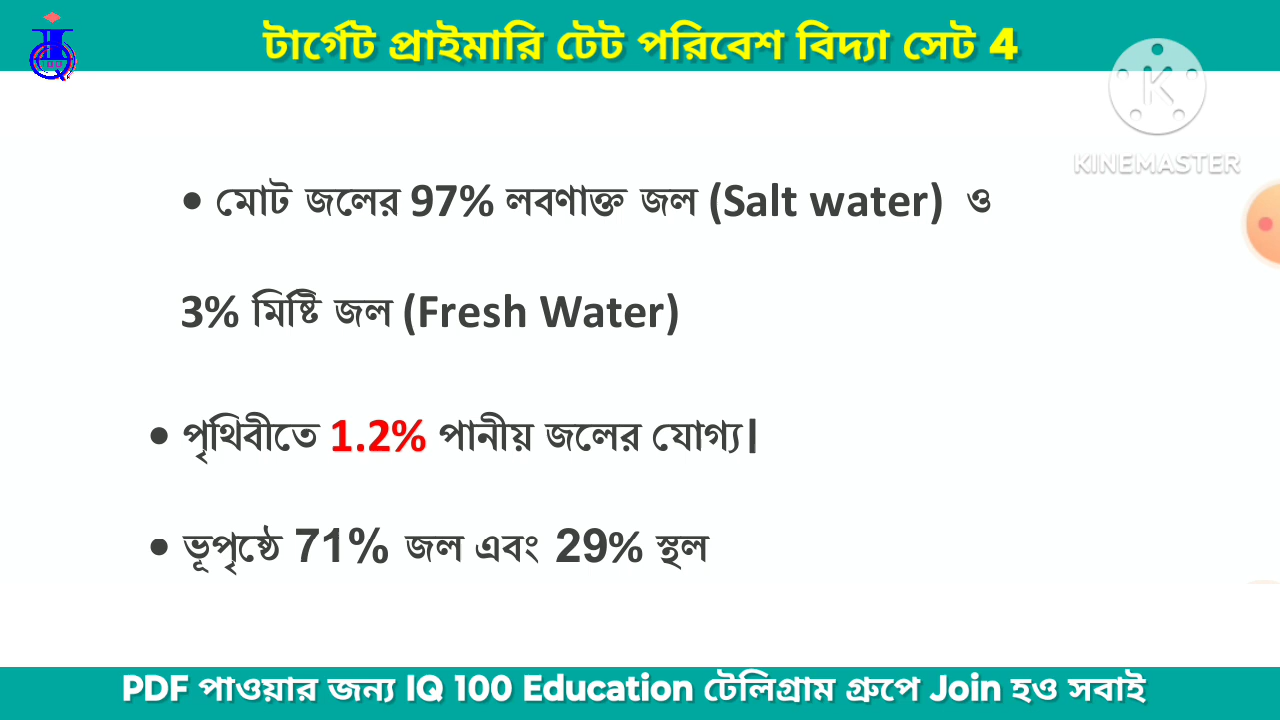 টার্গেট প্রাইমারি টেট পরিবেশ বিদ্যা সেট 4
KINEMASTER
• মোট জলের 97% লবণাক্ত জল (Salt water) ও
3% মিষ্টি জল (Fresh Water)
• পৃথিবীতে 1.2% পানীয় জলের যোগ্য।
• ভূপৃষ্ঠে 71% জল এবং 29% স্থল
PDF পাওয়ার জন্য IQ 100 Education টেলিগ্রাম গ্রুপে Join হও সবাই